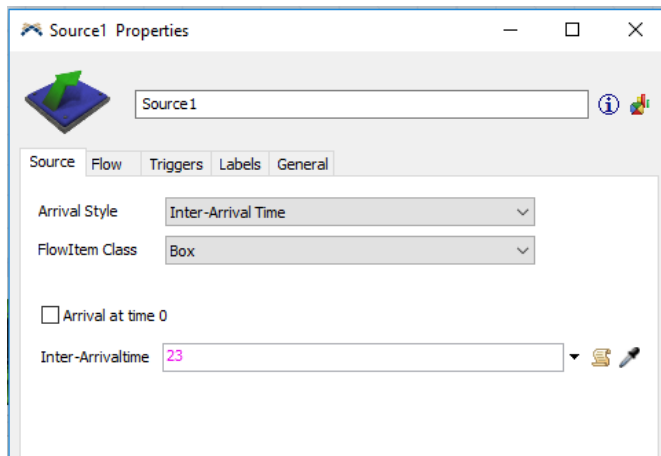 Source1 Properties
Source1
Source Flow Triggers Labels General
Arrival Style Inter-Arrival Time
FlowItem Class Box
Arrival at time 0
Inter-Arrivaltime 23